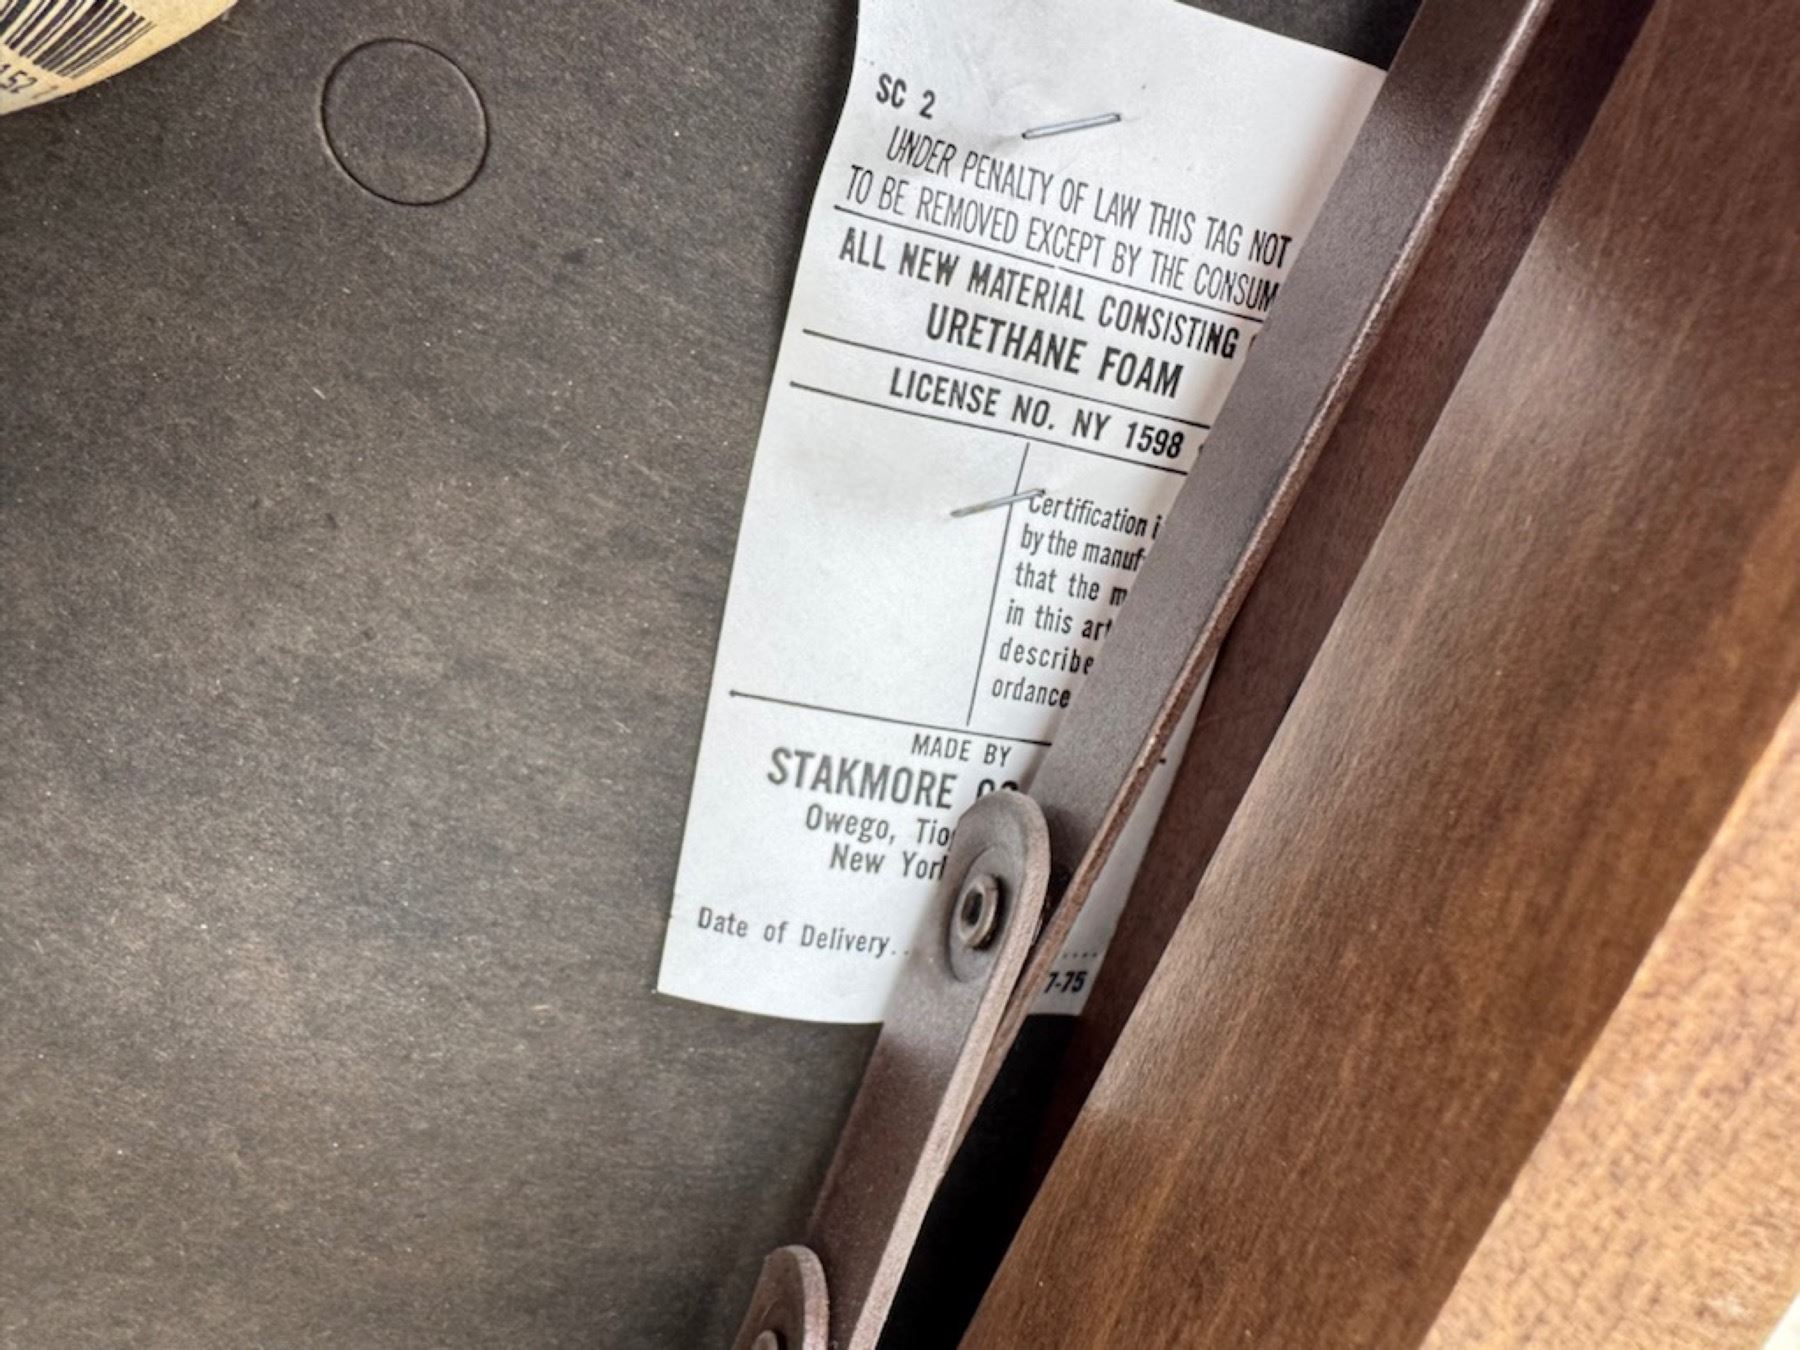 152
SC 2
UNDER PENALTY OF LAW THIS TAG NOT
TO BE REMOVED EXCEPT BY THE CONSUM
ALL NEW MATERIAL CONSISTING
URETHANE FOAM
LICENSE NO. NY 1598
Certification i
by the manuf
that the m
in this art
describe
ordance
MADE BY
STAKMORE CO
Owego, Tio
New York
Date of Delivery..
7-75